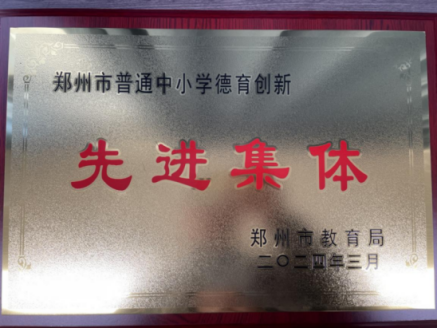 郑州市普通中小学德育创新
先进集体
郑州市教育局
二〇二四年三月